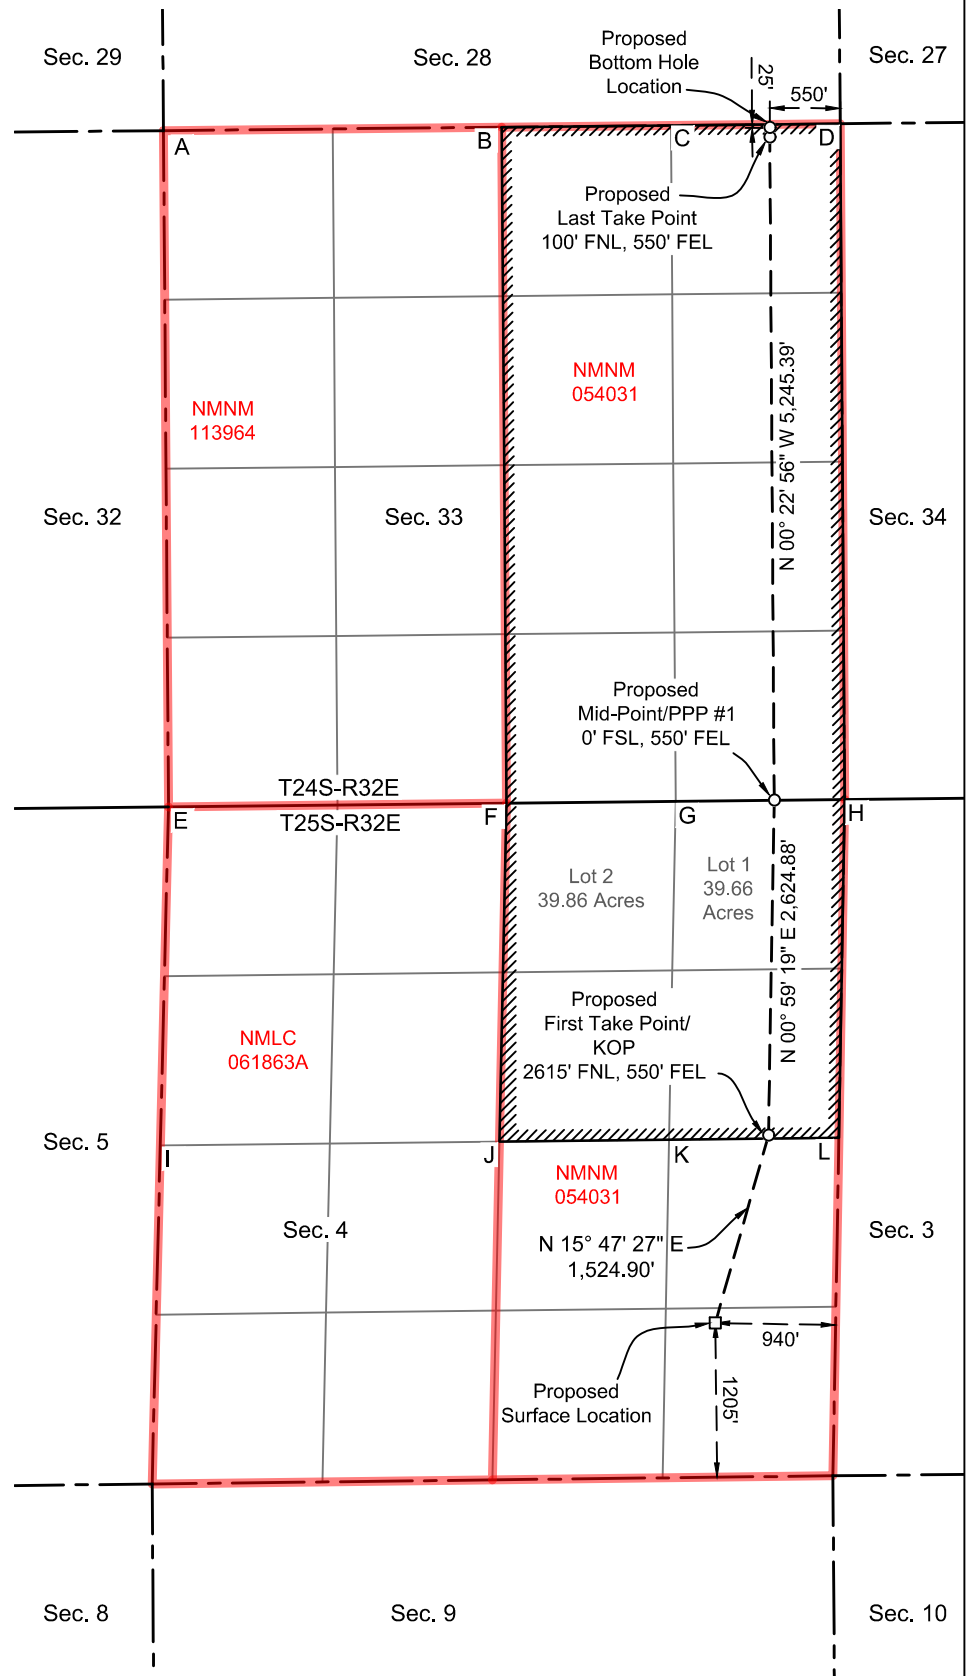 Sec. 29
Sec. 28
Proposed
Bottom Hole
Location
25'
550'
Sec. 27
A
B
C
D
Proposed
Last Take Point
100' FNL, 550' FEL
N 00° 22' 56" W 5,245.39'
NMNM
113964
NMNM
054031
Sec. 32
Sec. 33
Sec. 34
Proposed
Mid-Point/PPP #1
0' FSL, 550' FEL
T24S-R32E
T25S-R32E
E
F
G
H
Lot 2
39.86 Acres
Lot 1
39.66
Acres
N 00° 59' 19" E 2,624.88'
Proposed
First Take Point/
KOP
2615' FNL, 550' FEL
NMLC
061863A
Sec. 5
I
J
K
L
NMNM
054031
Sec. 4
N 15° 47' 27" E
1,524.90'
Sec. 3
940'
1205'
Proposed
Surface Location
Sec. 8
Sec. 9
Sec. 10